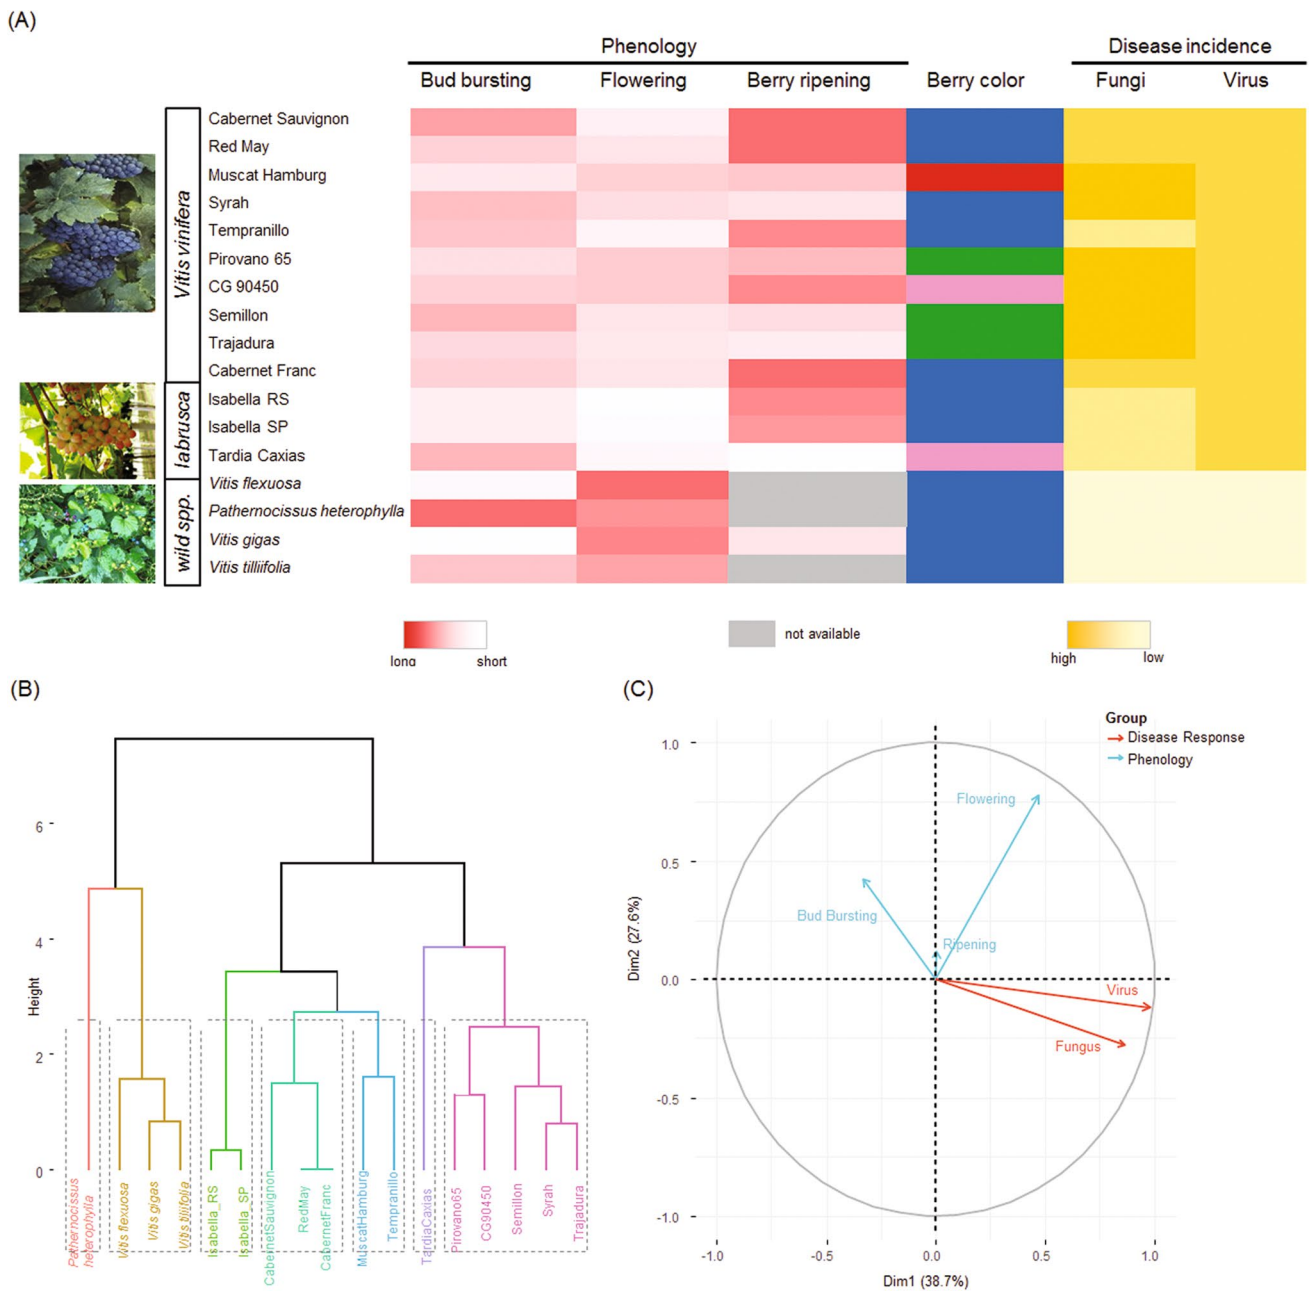 (A)
Phenology
Disease incidence
Bud bursting
Flowering
Berry ripening
Berry color
Fungi
Virus
Vitis vinifera
Cabernet Sauvignon
Red May
Muscat Hamburg
Syrah
Tempranillo
Pirovano 65
CG 90450
Semillon
Trajadura
Cabernet Franc
labrusca
Isabella RS
Isabella SP
Tardia Caxias
wild spp.
Vitis flexuosa
Pathernocissus heterophylla
Vitis gigas
Vitis tilliifolia
long
short
not available
high
low
(B)
Height
6
4
2
0
Pathernocissus
heterophylla
Vitis flexuosa
Vitis gigas
Vitis tiliifolia
Isabella_RS
Isabella_SP
CabernetSauvignon
RedMay
CabernetFranc
MuscatHamburg
Tempranillo
TardiaCaxias
Pirovano65
CG90450
Semillon
Syrah
Trajadura
(C)
Group
Disease Response
Phenology
Dim2 (27.6%)
1.0
0.5
0.0
-0.5
-1.0
Flowering
Bud Bursting
Ripening
Virus
Fungus
-1.0
-0.5
0.0
0.5
1.0
Dim1 (38.7%)